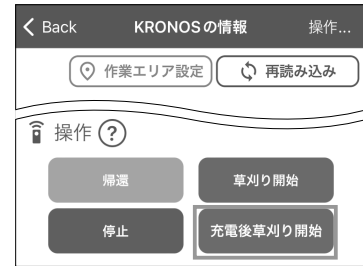 Back KRONOSの情報 操作...
作業エリア設定 再読み込み
操作 ?
帰還 草刈り開始
停止 充電後草刈り開始